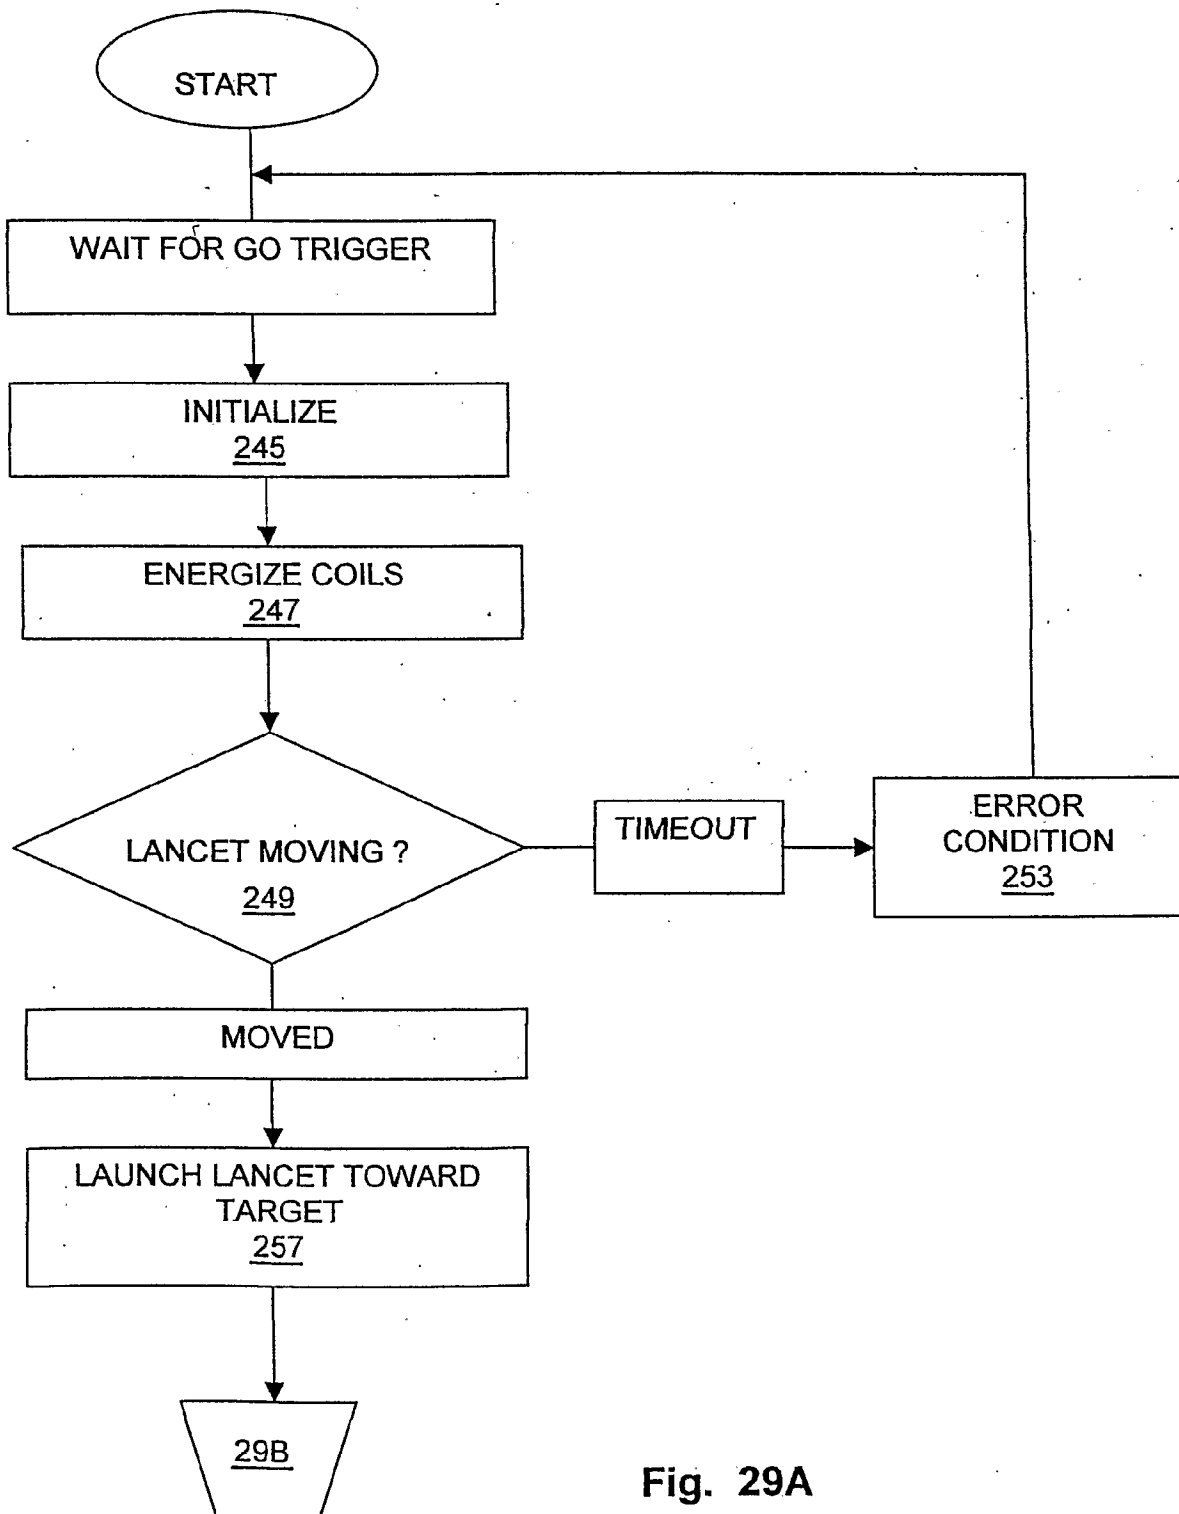 START
WAIT FOR GO TRIGGER
INITIALIZE
245
ENERGIZE COILS
247
LANCET MOVING ?
249
TIMEOUT
ERROR
CONDITION
253
MOVED
LAUNCH LANCET TOWARD
TARGET
257
29B
Fig. 29A